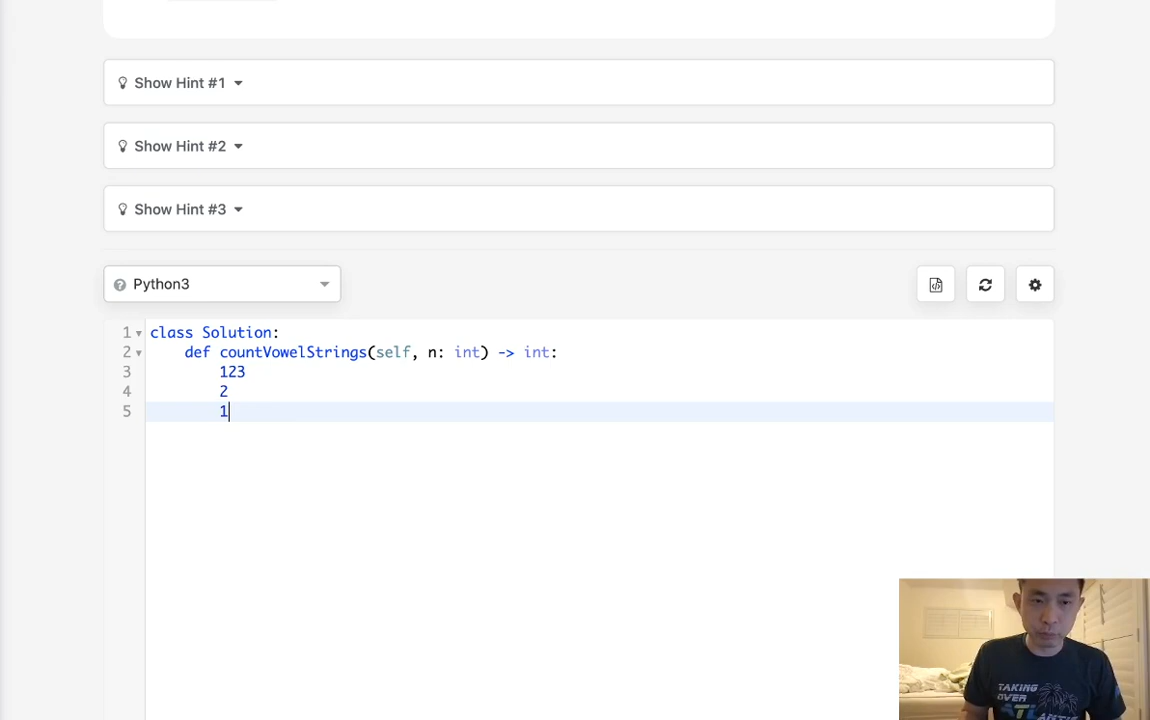 Show Hint #1
Show Hint #2
Show Hint #3
Python3
1 class Solution:
2 def countVowelStrings(self, n: int) -> int:
3 123
4 2
5 1
TAKING
OVER